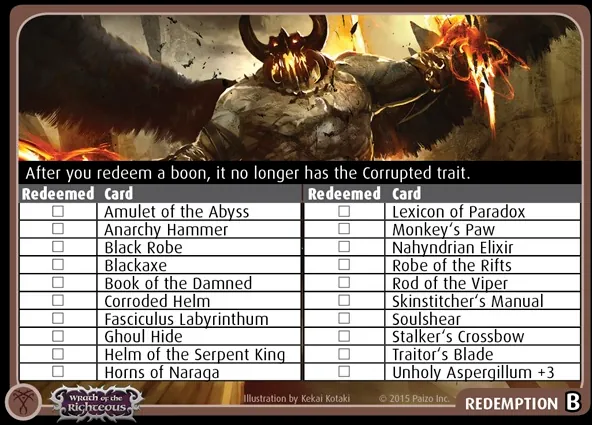 After you redeem a boon, it no longer has the Corrupted trait.
Redeemed Card Redeemed Card
☐ Amulet of the Abyss ☐ Lexicon of Paradox
☐ Anarchy Hammer ☐ Monkey‘s Paw
☐ Black Robe ☐ Nahyndrian Elixir
☐ Blackaxe ☐ Robe of the Rifts
☐ Book of the Damned ☐ Rod of the Viper
☐ Corroded Helm ☐ Skinstitcher‘s Manual
☐ Fasciculus Labyrinthum ☐ Soulshear
☐ Ghoul Hide ☐ Stalker‘s Crossbow
☐ Helm of the Serpent King ☐ Traitor‘s Blade
☐ Horns of Naraga ☐ Unholy Aspergillum +3
Wrath of the
Righteous
Illustration by Kekai Kotaki © 2015 Paizo Inc.
REDEMPTION B